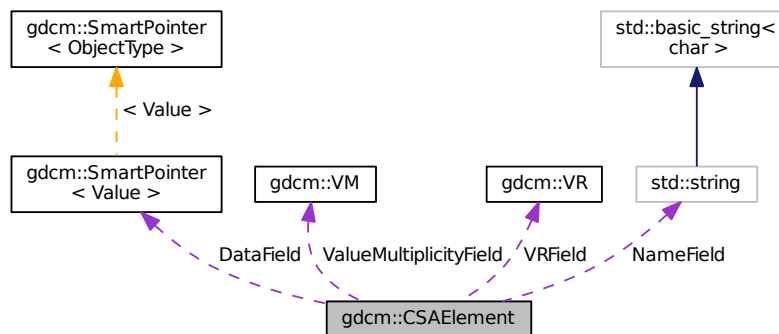 gdcm::SmartPointer
< ObjectType >
std::basic_string<
char >
< Value >
gdcm::SmartPointer
< Value >
gdcm::VM
gdcm::VR
std::string
DataField
ValueMultiplicityField
VRField
NameField
gdcm::CSAElement